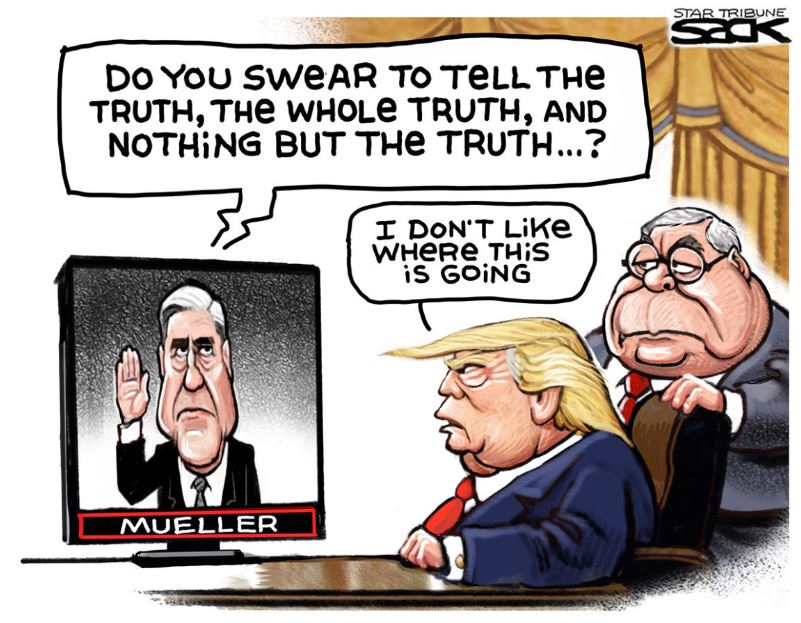 STAR TRIBUNE
SACK
DO YOU SWEAR TO TELL THE
TRUTH, THE WHOLE TRUTH, AND
NOTHING BUT THE TRUTH...?
I DON'T LIKE
WHERE THIS
IS GOING
MUELLER